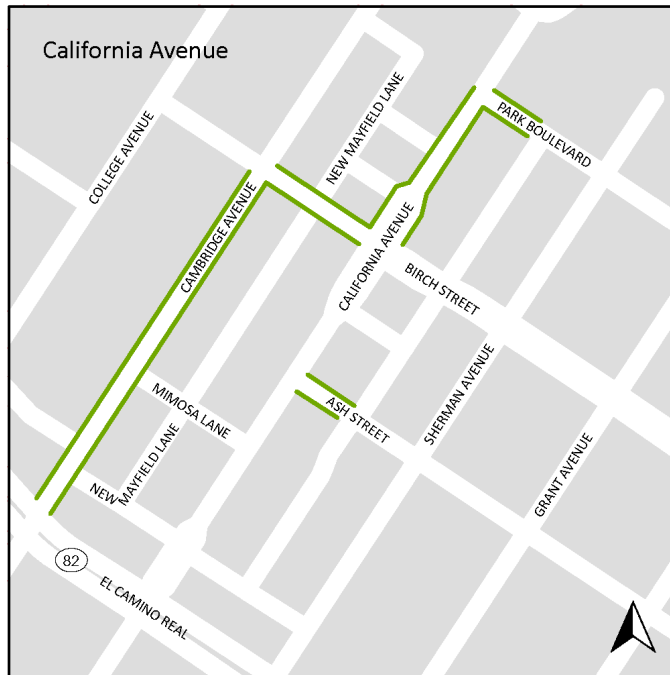 California Avenue
COLLEGE AVENUE
NEW MAYFIELD LANE
PARK BOULEVARD
CAMBRIDGE AVENUE
CALIFORNIA AVENUE
BIRCH STREET
MIMOSA LANE
ASH STREET
SHERMAN AVENUE
NEW
MAYFIELD LANE
GRANT AVENUE
82
EL CAMINO REAL